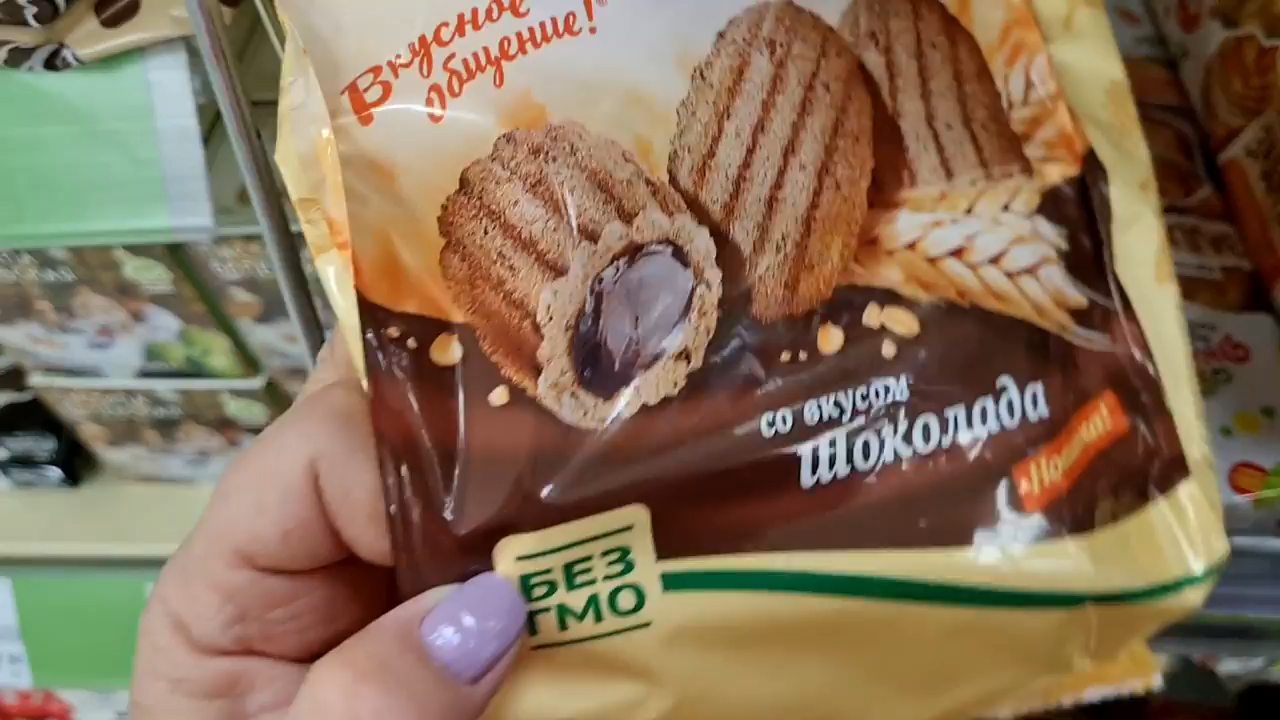 Вкусное
общение!
со вкусом
Шоколада
БЕЗ
ГМО